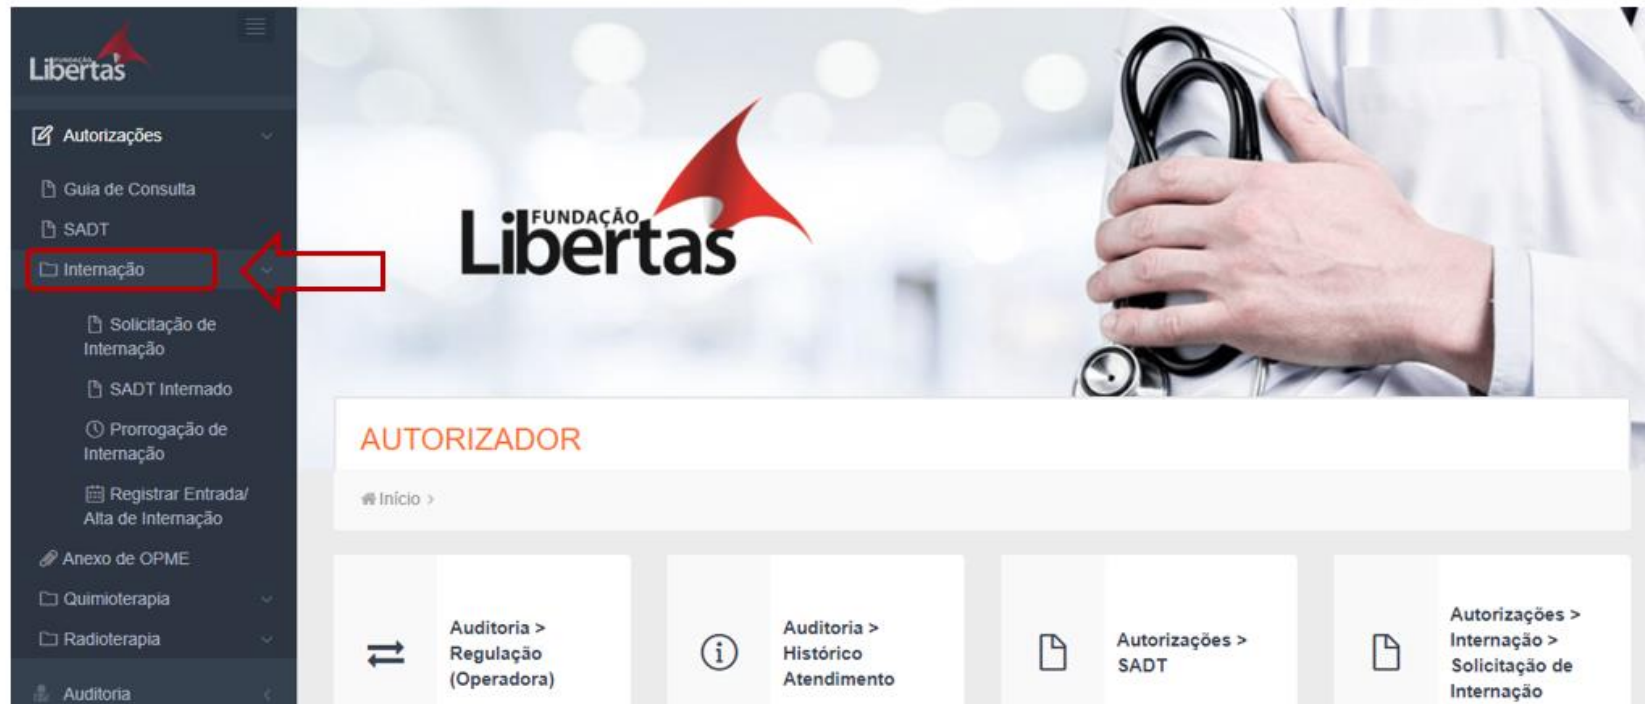 FUNDAÇÃO
Libertas
Autorizações
Guia de Consulta
SADT
Internação
Solicitação de
Internação
SADT Internado
Prorrogação de
Internação
Registrar Entrada/
Alta de Internação
Anexo de OPME
Quimioterapia
Radioterapia
Auditoria
FUNDAÇÃO
Libertas
AUTORIZADOR
Início >
Auditoria >
Regulação
(Operadora)
Auditoria >
Histórico
Atendimento
Autorizações >
SADT
Autorizações >
Internação >
Solicitação de
Internação